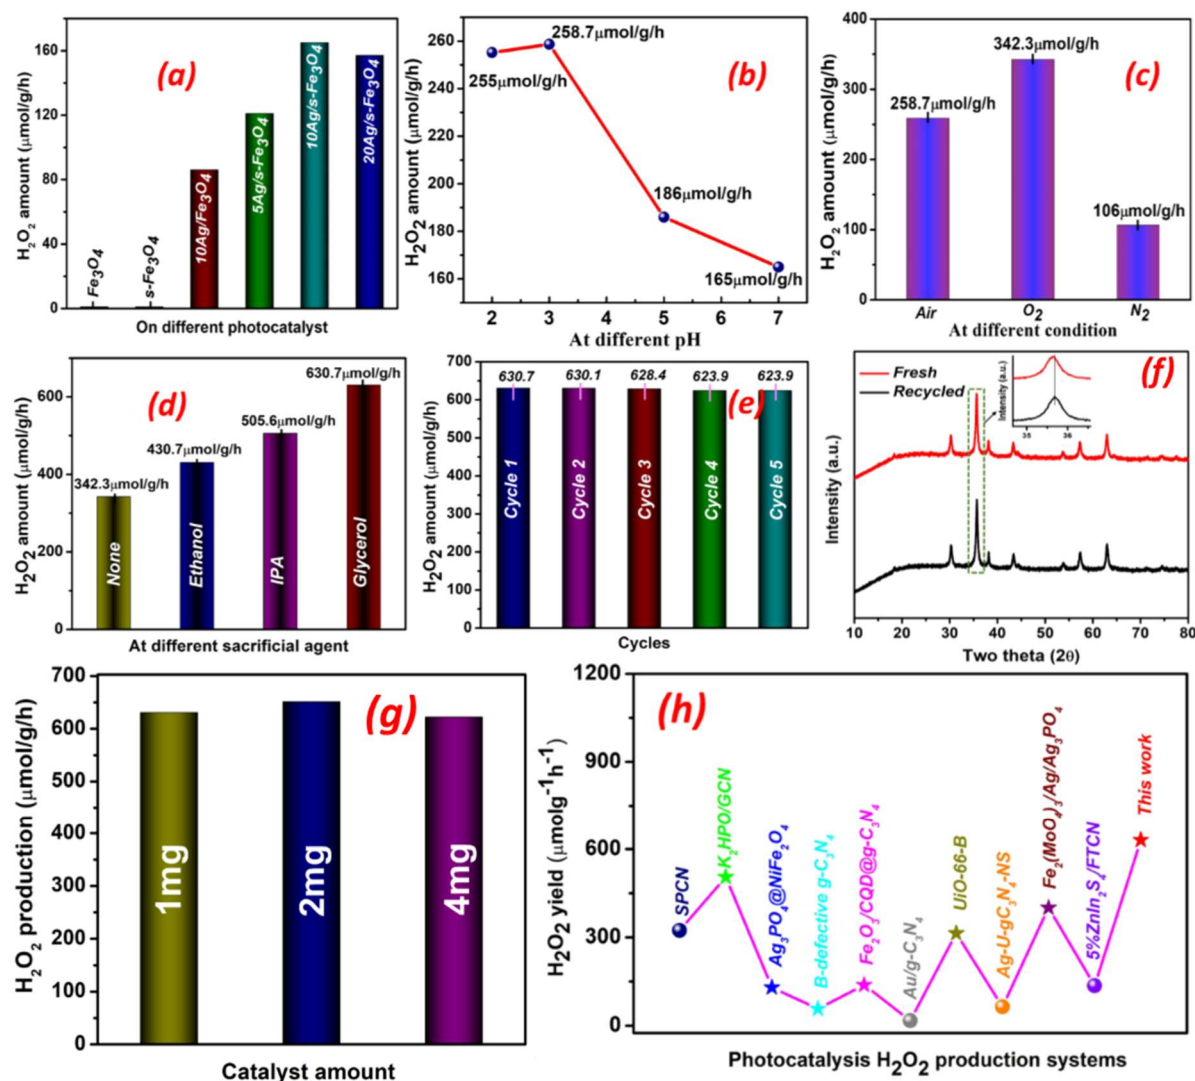 (a)
H2O2 amount (μmol/g/h)
160
120
80
40
0
Fe3O4
s-Fe3O4
10Ag/Fe3O4
5Ag/s-Fe3O4
10Ag/s-Fe3O4
20Ag/s-Fe3O4
On different photocatalyst
(b)
H2O2 amount (μmol/g/h)
260
240
220
200
180
160
258.7μmol/g/h
255μmol/g/h
186μmol/g/h
165μmol/g/h
2 3 4 5 6 7
At different pH
(c)
H2O2 amount (μmol/g/h)
400
300
200
100
0
258.7μmol/g/h
342.3μmol/g/h
106μmol/g/h
Air O2 N2
At different condition
(d)
H2O2 amount (μmol/g/h)
600
400
200
0
342.3μmol/g/h
430.7μmol/g/h
505.6μmol/g/h
630.7μmol/g/h
None
Ethanol
IPA
Glycerol
At different sacrificial agent
(e)
H2O2 amount (μmol/g/h)
700
600
500
400
300
200
100
0
630.7 630.1 628.4 623.9 623.9
Cycle 1
Cycle 2
Cycle 3
Cycle 4
Cycle 5
Cycles
(f)
Fresh
Recycled
Intensity (a.u.)
Intensity (a.u.)
35 36
10 20 30 40 50 60 70 80
Two theta (2θ)
(g)
H2O2 production (μmol/g/h)
700
600
500
400
300
200
100
0
1mg
2mg
4mg
Catalyst amount
(h)
H2O2 yield (μmolg-1h-1)
1200
900
600
300
0
SPCN
K2HPO/GCN
Ag3PO4@NiFe2O4
B-defective g-C3N4
Fe2O3/CQD@g-C3N4
Au/g-C3N4
UiO-66-B
Ag-U-gC3N4-NS
Fe2(MoO4)3/Ag/Ag3PO4
5%ZnIn2S4/FTCN
This work
Photocatalysis H2O2 production systems